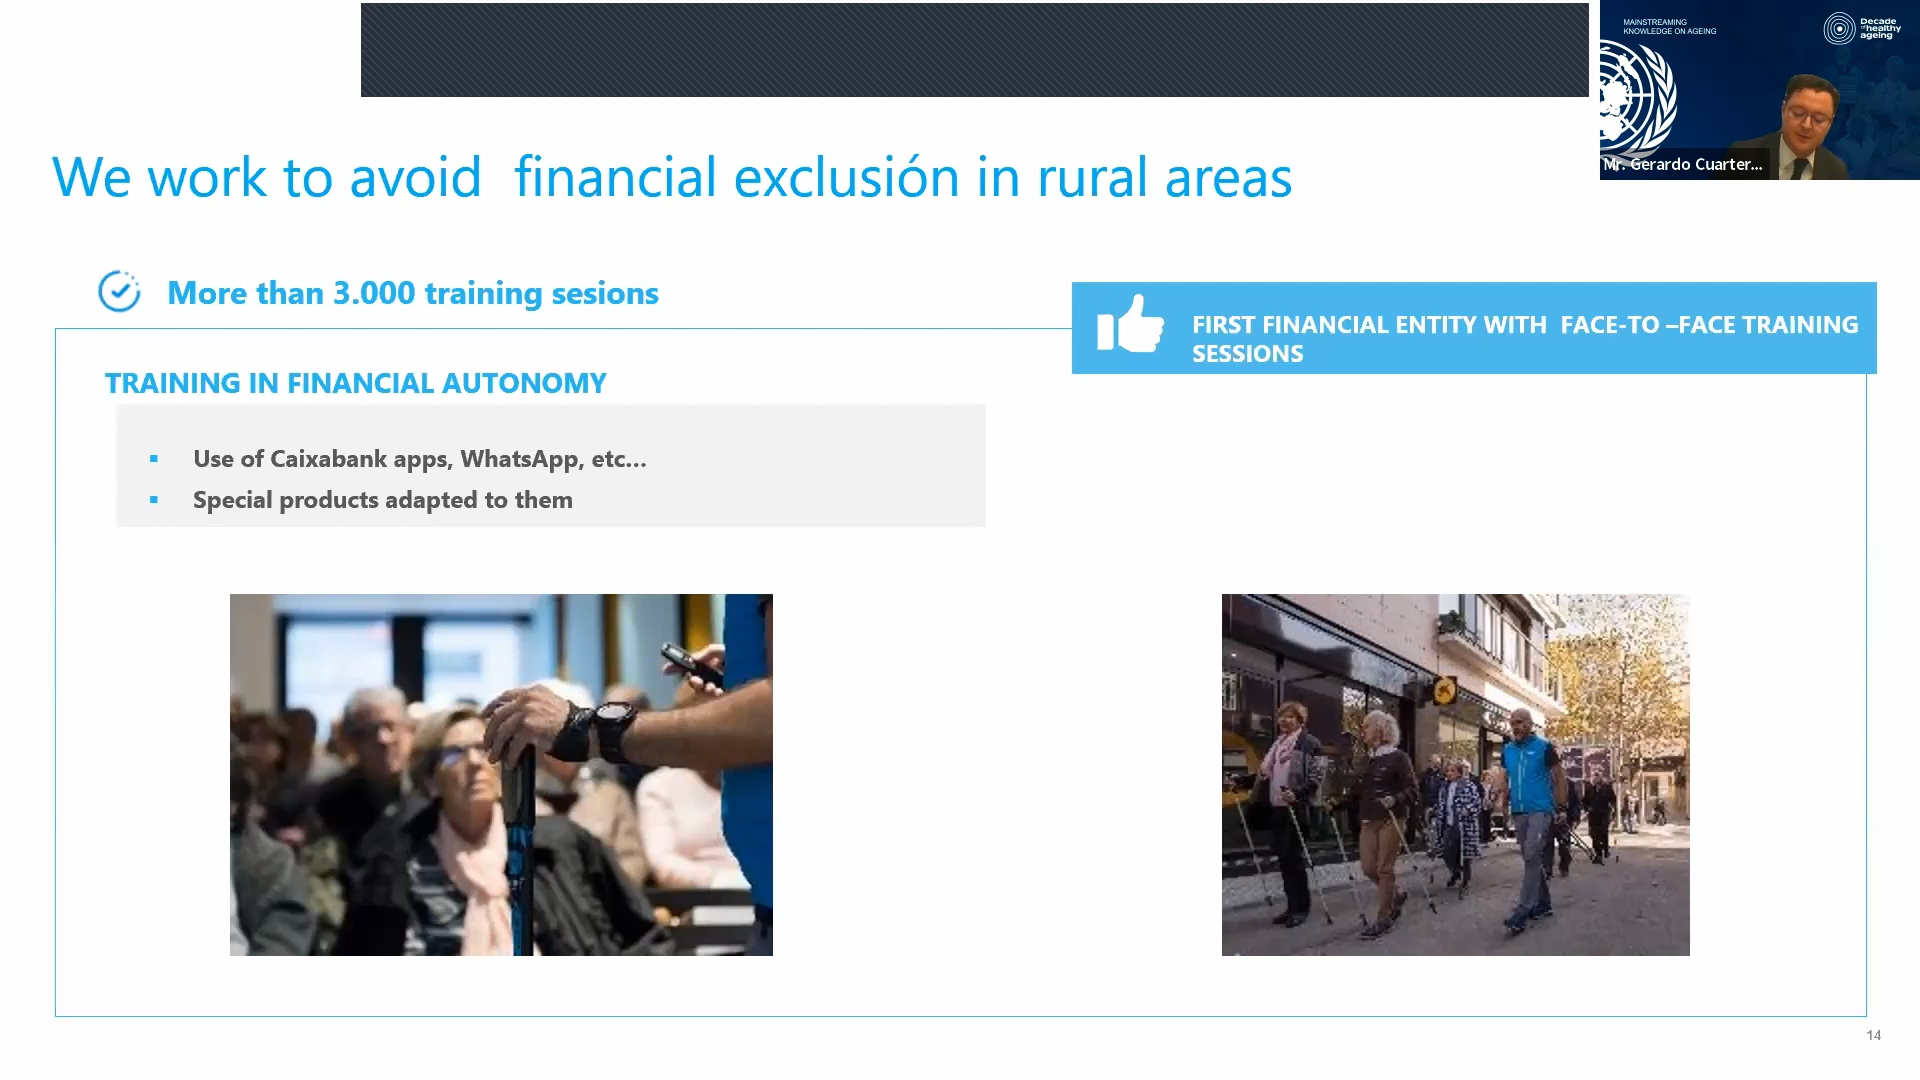 MAINSTREAMING
KNOWLEDGE ON AGEING
Decade
of healthy
ageing
Mr. Gerardo Cuarter...
We work to avoid  financial exclusión in rural areas
More than 3.000 training sesions
FIRST FINANCIAL ENTITY WITH  FACE-TO –FACE TRAINING
SESSIONS
TRAINING IN FINANCIAL AUTONOMY
▪ Use of Caixabank apps, WhatsApp, etc...
▪ Special products adapted to them
14